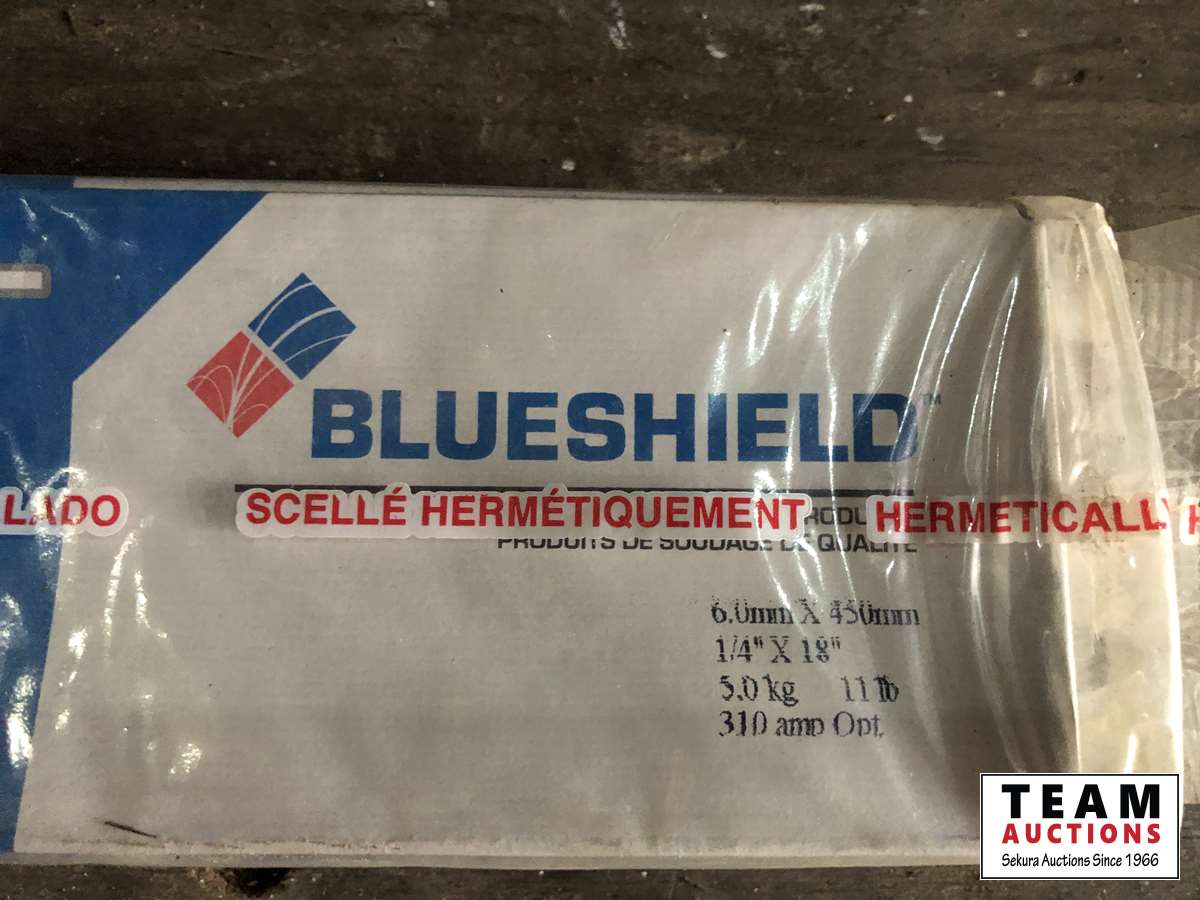 BLUESHIELD™
LADO
SCELLÉ HERMÉTIQUEMENT
HERMETICALLY
PRODUITS DE SOUDAGE DE QUALITÉ
6.0mm X 450mm
1/4" X 18"
5.0 kg 11 lb
310 amp Opt.
TEAM
AUCTIONS
Sekura Auctions Since 1966